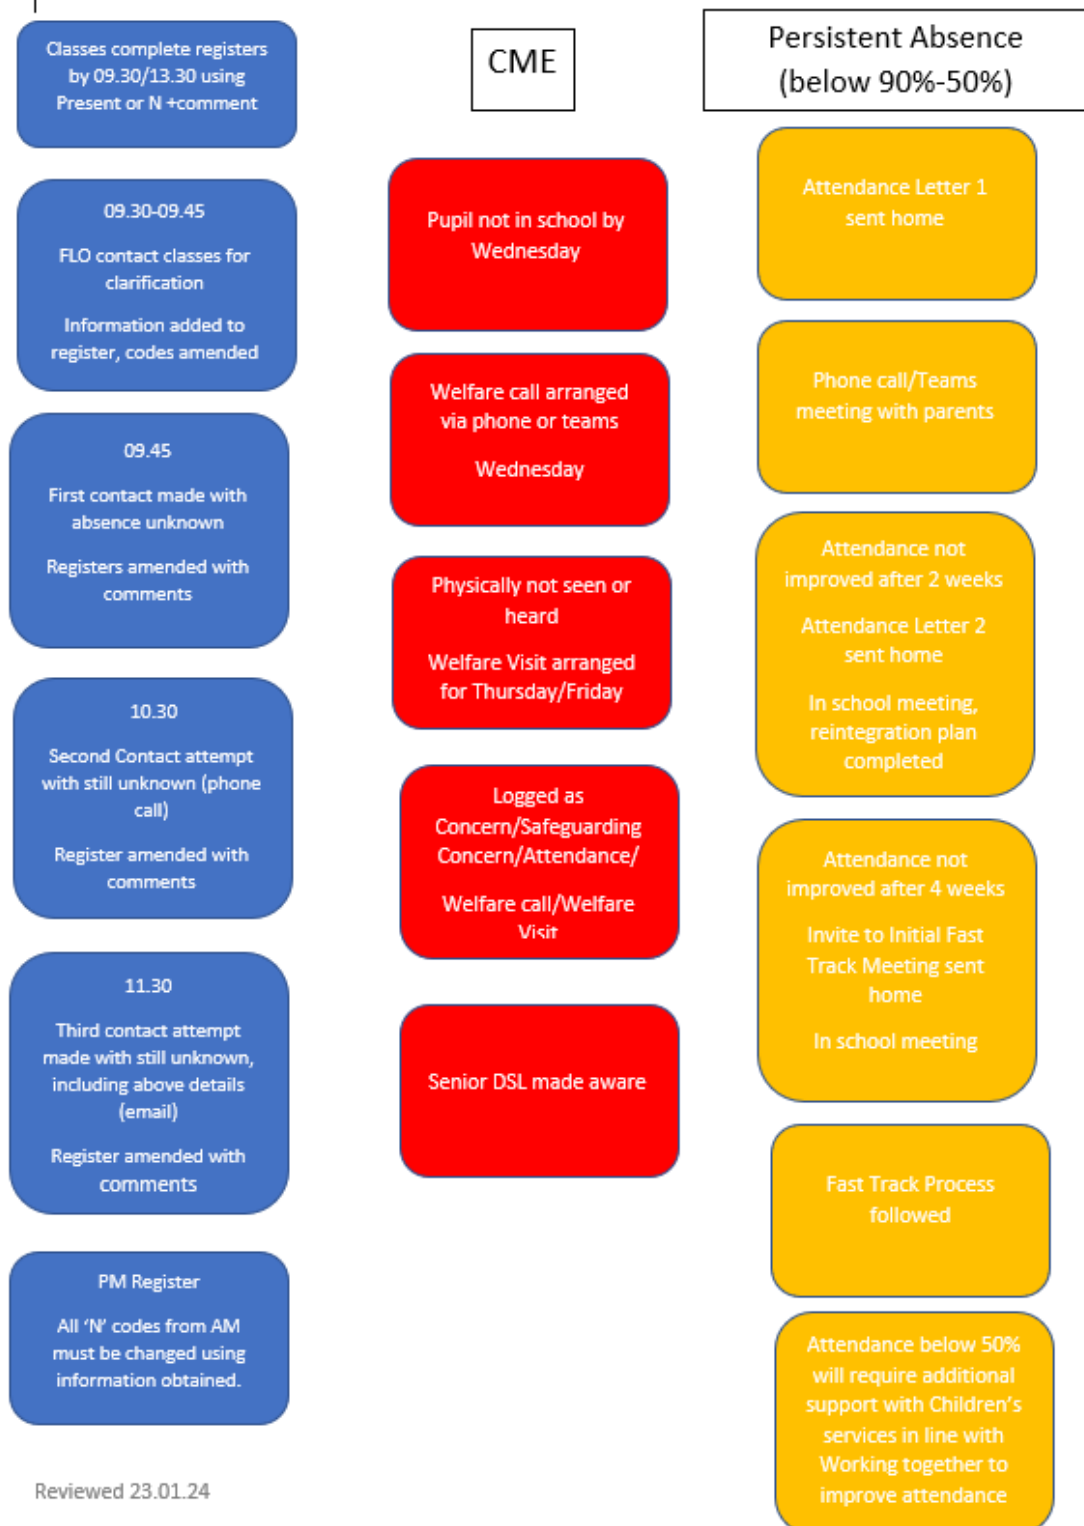 Classes complete registers
by 09.30/13.30 using
Present or N +comment
09.30-09.45
FLO contact classes for
clarification
Information added to
register, codes amended
09.45
First contact made with
absence unknown
Registers amended with
comments
10.30
Second Contact attempt
with still unknown (phone
call)
Register amended with
comments
11.30
Third contact attempt
made with still unknown,
including above details
(email)
Register amended with
comments
PM Register
All ‘N’ codes from AM
must be changed using
information obtained.
Reviewed 23.01.24
CME
Pupil not in school by
Wednesday
Welfare call arranged
via phone or teams
Wednesday
Physically not seen or
heard
Welfare Visit arranged
for Thursday/Friday
Logged as
Concern/Safeguarding
Concern/Attendance/
Welfare call/Welfare
Visit
Senior DSL made aware
Persistent Absence
(below 90%-50%)
Attendance Letter 1
sent home
Phone call/Teams
meeting with parents
Attendance not
improved after 2 weeks
Attendance Letter 2
sent home
In school meeting,
reintegration plan
completed
Attendance not
improved after 4 weeks
Invite to Initial Fast
Track Meeting sent
home
In school meeting
Fast Track Process
followed
Attendance below 50%
will require additional
support with Children’s
services in line with
Working together to
improve attendance